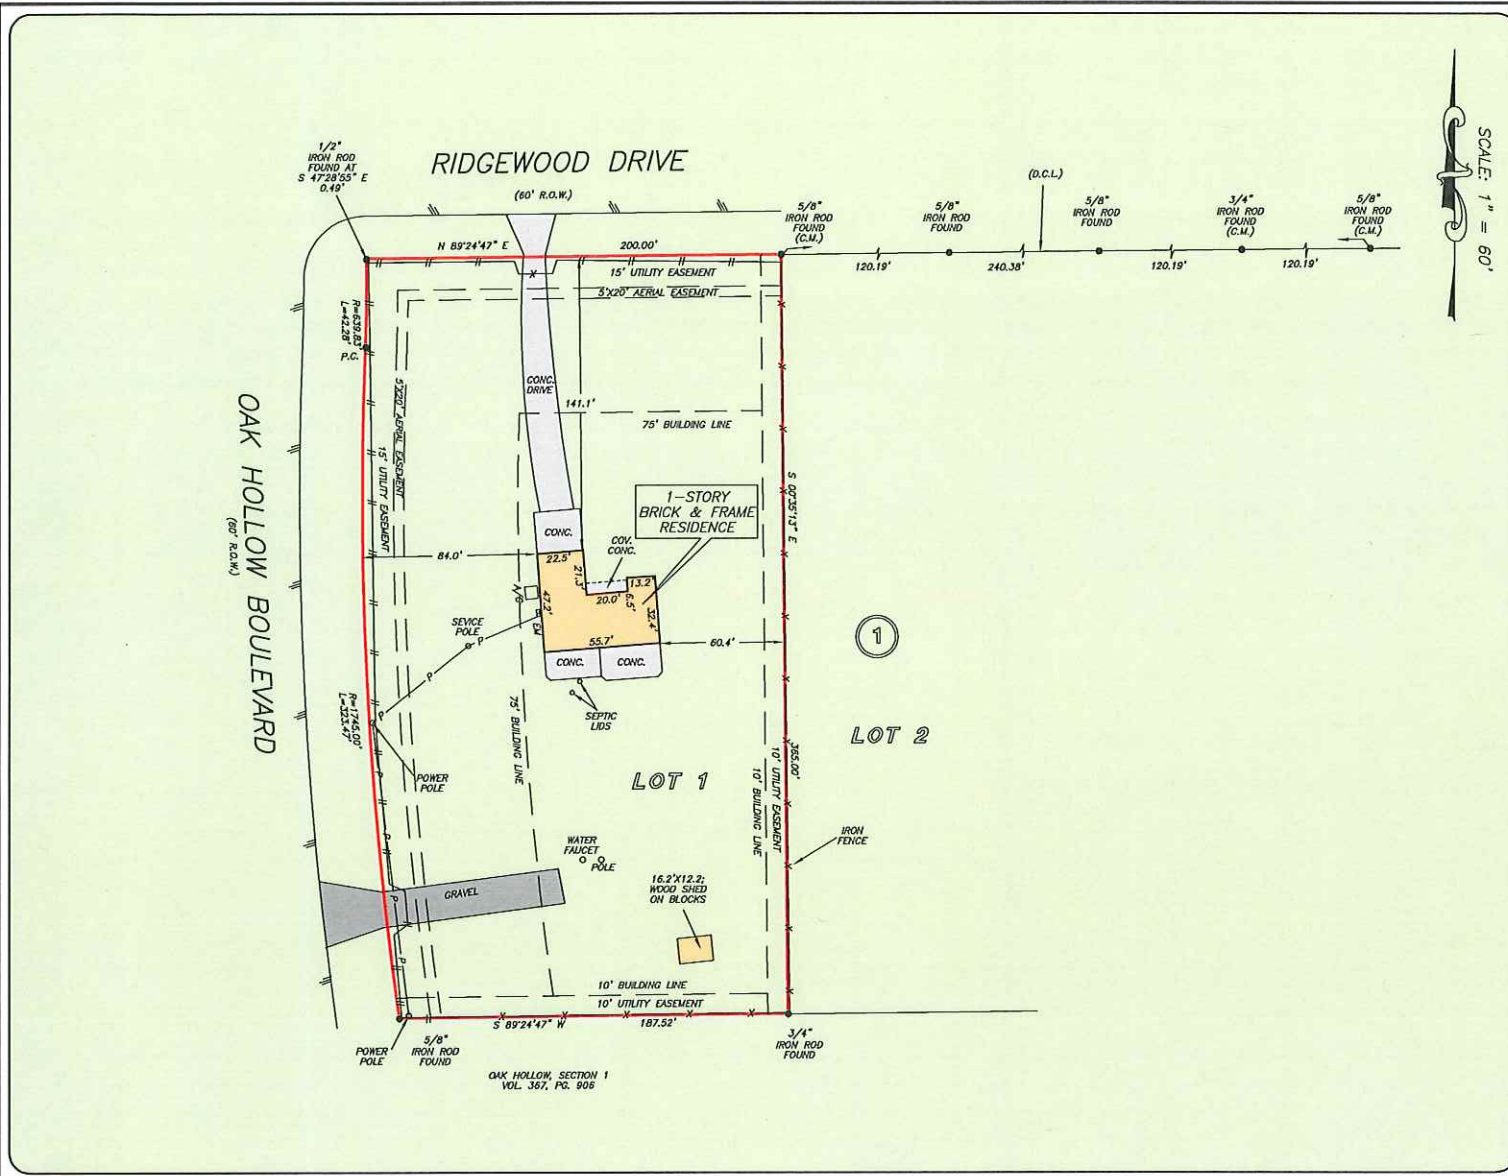 SCALE: 1" = 60'
RIDGEWOOD DRIVE
(60' R.O.W.)
1/2"
IRON ROD
FOUND AT
S 47°28'55" E
0.49'
(D.C.L.)
5/8"
IRON ROD
FOUND
(C.M.)
5/8"
IRON ROD
FOUND
5/8"
IRON ROD
FOUND
3/4"
IRON ROD
FOUND
(C.M.)
5/8"
IRON ROD
FOUND
(C.M.)
N 89°24'47" E
200.00'
120.19'
240.38'
120.19'
120.19'
15' UTILITY EASEMENT
5'X20' AERIAL EASEMENT
R=639.83'
L=42.28'
P.C.
5'X20' AERIAL EASEMENT
15' UTILITY EASEMENT
CONC.
DRIVE
141.1'
75' BUILDING LINE
S 00°35'13" E
OAK HOLLOW BOULEVARD
(60' R.O.W.)
1-STORY
BRICK & FRAME
RESIDENCE
CONC.
COV.
CONC.
84.0'
22.5'
21.3'
13.2'
20.0'
6.5'
32.4'
47.2'
A/C
EM
55.7'
60.4'
SEVICE
POLE
P
P
P
CONC.
CONC.
SEPTIC
LIDS
75' BUILDING LINE
1
LOT 2
LOT 1
R=1745.00'
L=323.47'
365.00'
10' UTILITY EASEMENT
10' BUILDING LINE
POWER
POLE
P
P
P
P
IRON
FENCE
WATER
FAUCET
POLE
GRAVEL
16.2'X12.2;
WOOD SHED
ON BLOCKS
10' BUILDING LINE
10' UTILITY EASEMENT
S 89°24'47" W
187.52'
POWER
POLE
5/8"
IRON ROD
FOUND
3/4"
IRON ROD
FOUND
OAK HOLLOW, SECTION 1
VOL. 367, PG. 906